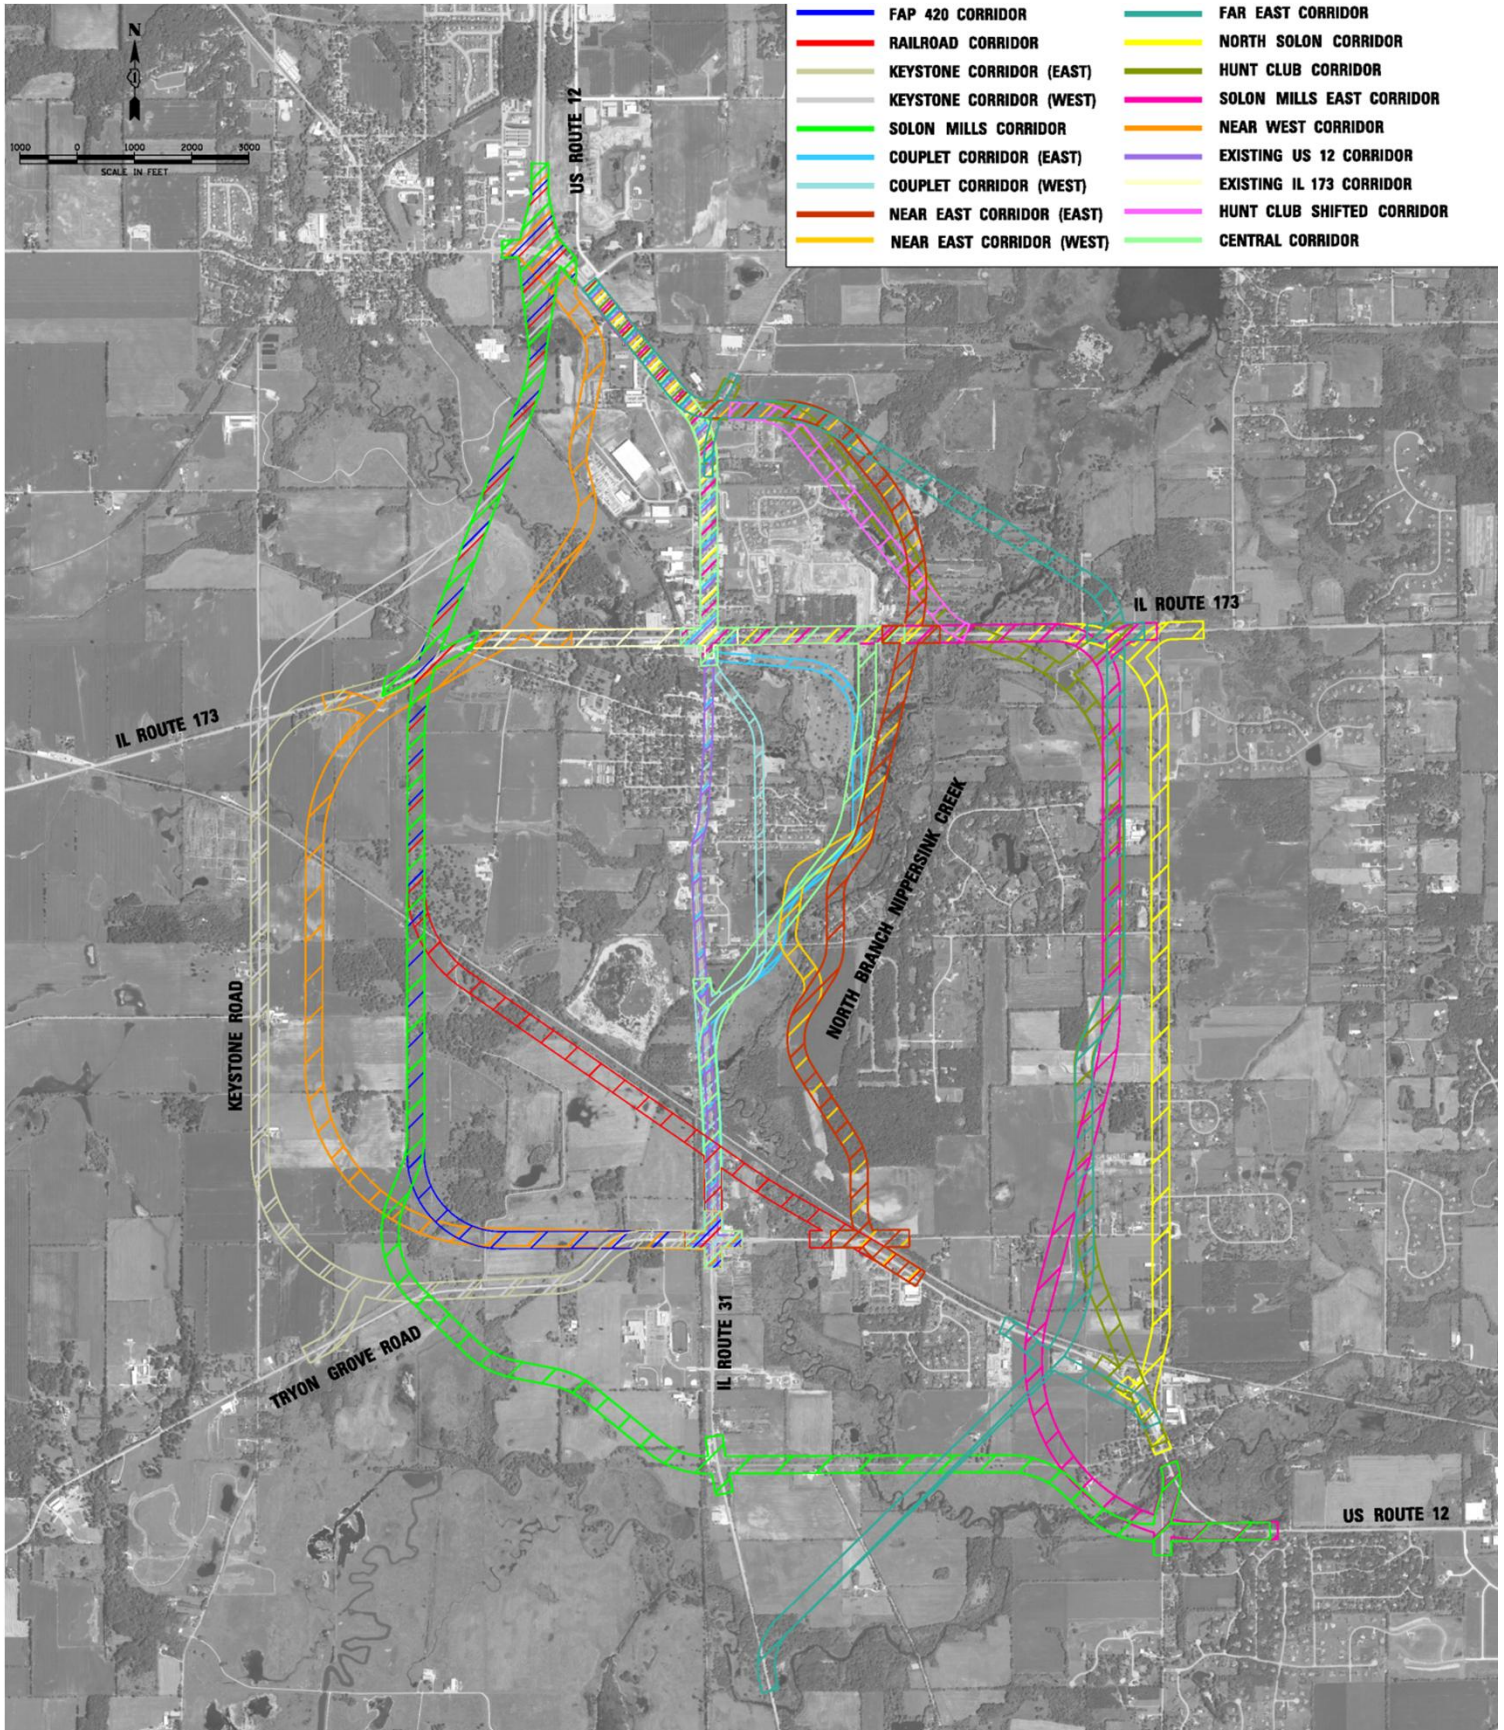 FAP 420 CORRIDOR
RAILROAD CORRIDOR
KEYSTONE CORRIDOR (EAST)
KEYSTONE CORRIDOR (WEST)
SOLON MILLS CORRIDOR
COUPLET CORRIDOR (EAST)
COUPLET CORRIDOR (WEST)
NEAR EAST CORRIDOR (EAST)
NEAR EAST CORRIDOR (WEST)
FAR EAST CORRIDOR
NORTH SOLON CORRIDOR
HUNT CLUB CORRIDOR
SOLON MILLS EAST CORRIDOR
NEAR WEST CORRIDOR
EXISTING US 12 CORRIDOR
EXISTING IL 173 CORRIDOR
HUNT CLUB SHIFTED CORRIDOR
CENTRAL CORRIDOR
N
1000 0 1000 2000 3000
SCALE IN FEET
US ROUTE 12
IL ROUTE 173
IL ROUTE 173
NORTH BRANCH NIPPERSINK CREEK
KEYSTONE ROAD
TRYON GROVE ROAD
IL ROUTE 31
US ROUTE 12